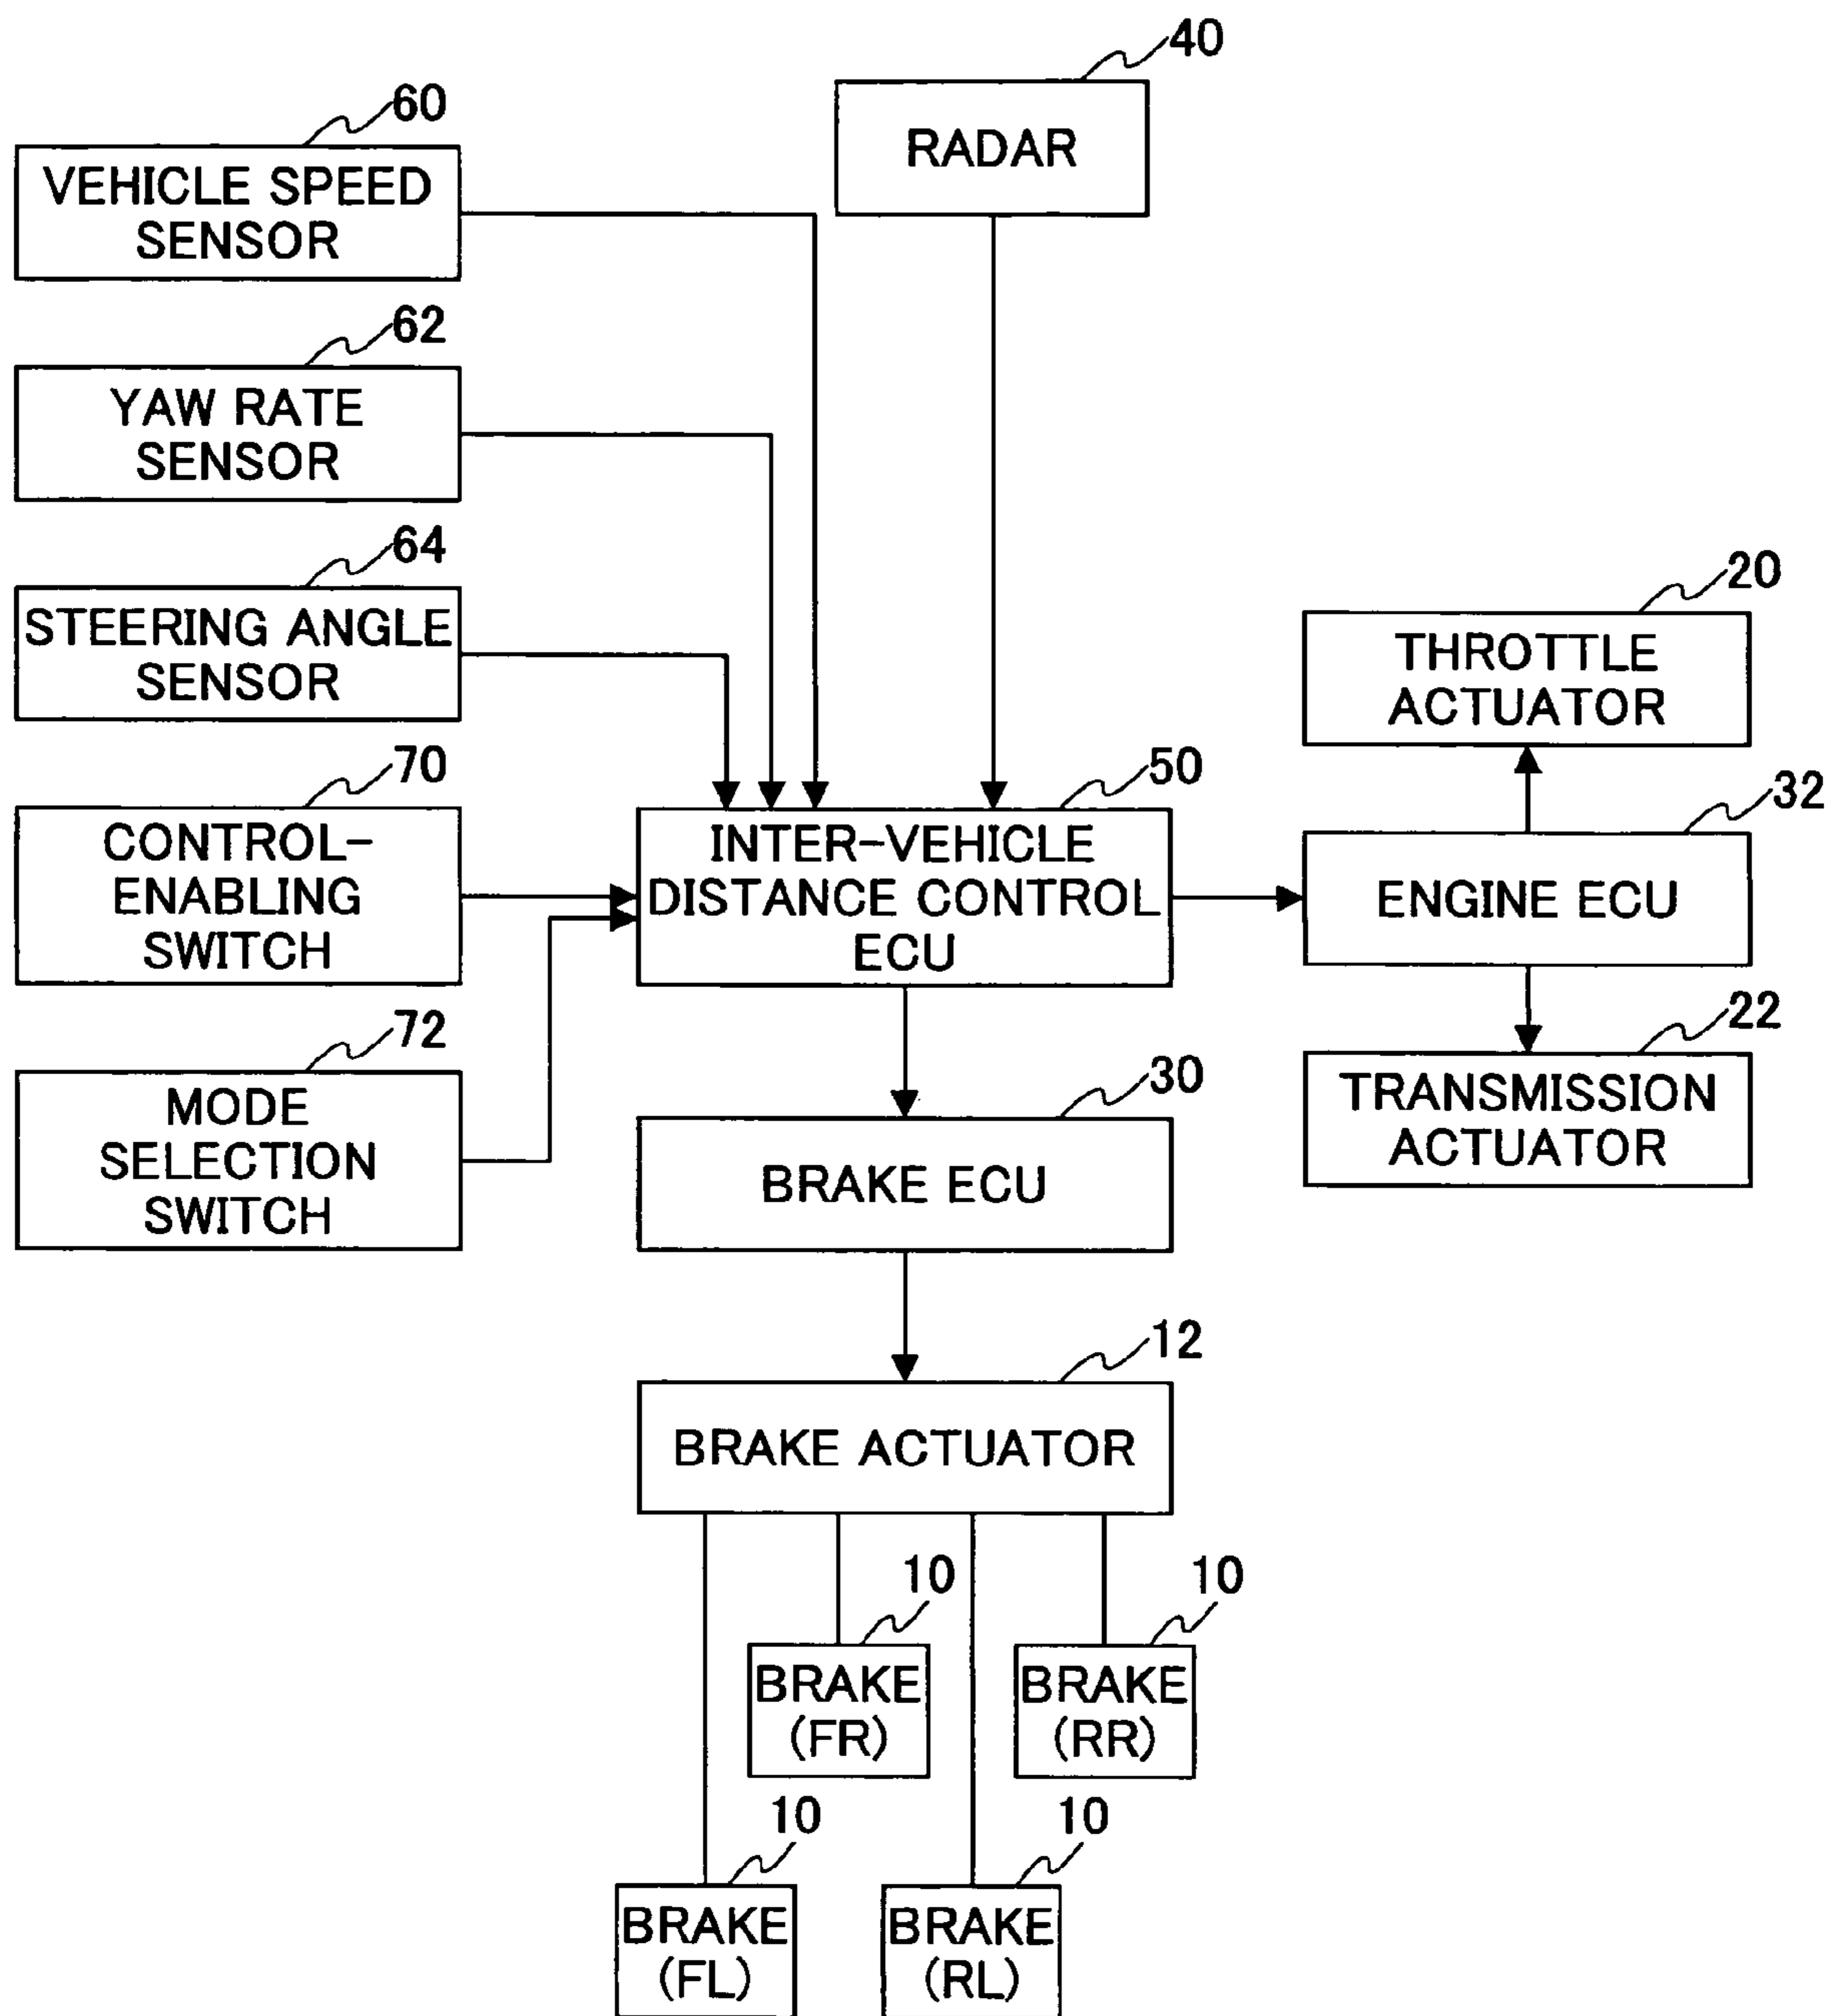 40
RADAR
60
VEHICLE SPEED
SENSOR
62
YAW RATE
SENSOR
64
STEERING ANGLE
SENSOR
70
CONTROL-
ENABLING
SWITCH
72
MODE
SELECTION
SWITCH
50
INTER-VEHICLE
DISTANCE CONTROL
ECU
20
THROTTLE
ACTUATOR
32
ENGINE ECU
22
TRANSMISSION
ACTUATOR
30
BRAKE ECU
12
BRAKE ACTUATOR
10
BRAKE
(FR)
10
BRAKE
(RR)
10
BRAKE
(FL)
10
BRAKE
(RL)